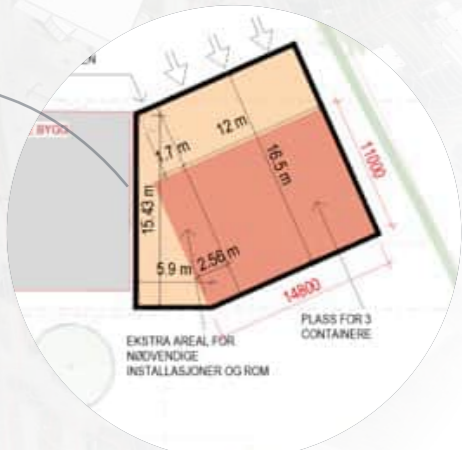 EN
BYGG
1.7 m
12 m
16.5 m
15.43 m
11000
5.9 m
2.56 m
14800
PLASS FOR 3
CONTAINERE
EKSTRA AREAL FOR
NØDVENDIGE
INSTALLASJONER OG ROM